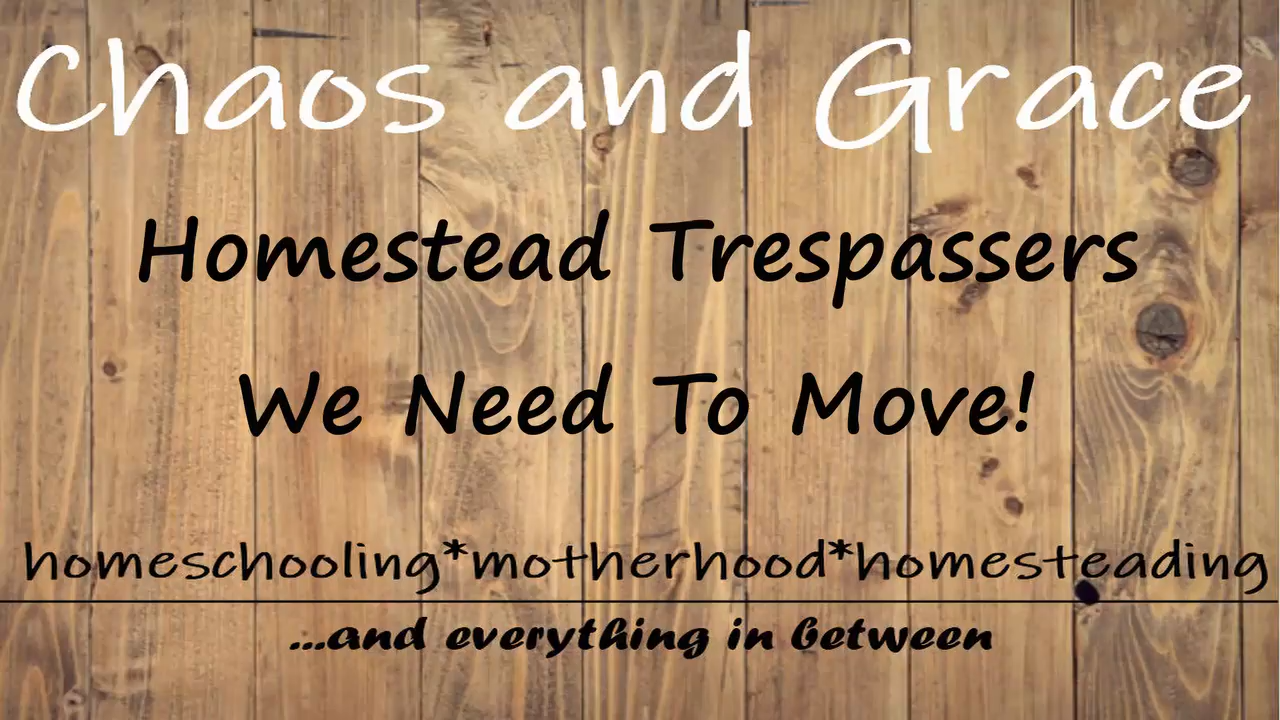 Chaos and Grace
Homestead Trespassers
We Need To Move!
homeschooling*motherhood*homesteading
...and everything in between